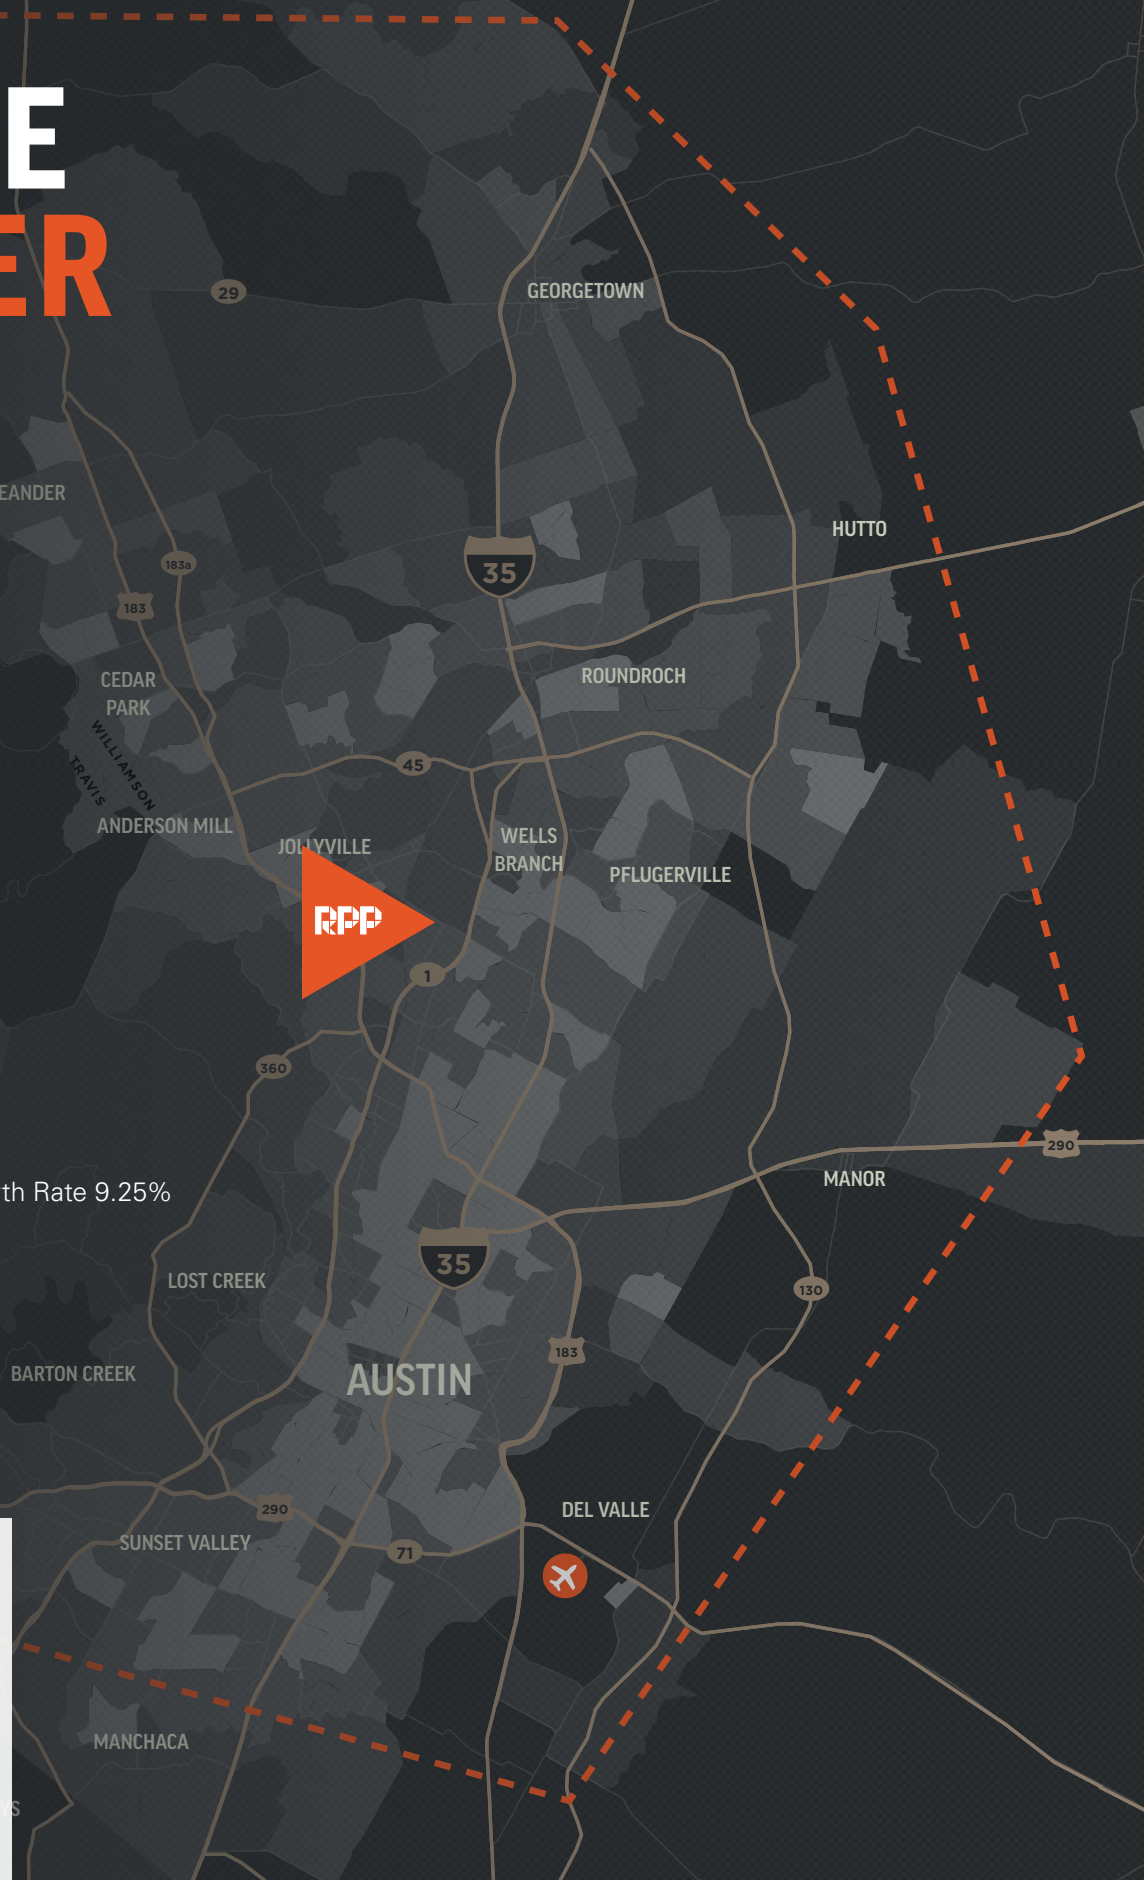 E
ER
29
GEORGETOWN
EANDER
HUTTO
183a
35
183
CEDAR
PARK
ROUNDROCH
WILLIAMSON
TRAVIS
45
ANDERSON MILL
JOLLYVILLE
WELLS
BRANCH
PFLUGERVILLE
RPP
1
360
290
MANOR
th Rate 9.25%
35
LOST CREEK
130
183
BARTON CREEK
AUSTIN
290
DEL VALLE
SUNSET VALLEY
71
MANCHACA
YS